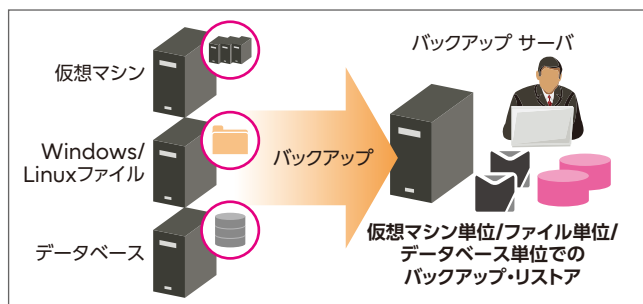 仮想マシン
Windows/
Linuxファイル
データベース
バックアップ
バックアップ サーバ
仮想マシン単位/ファイル単位/
データベース単位での
バックアップ・リストア